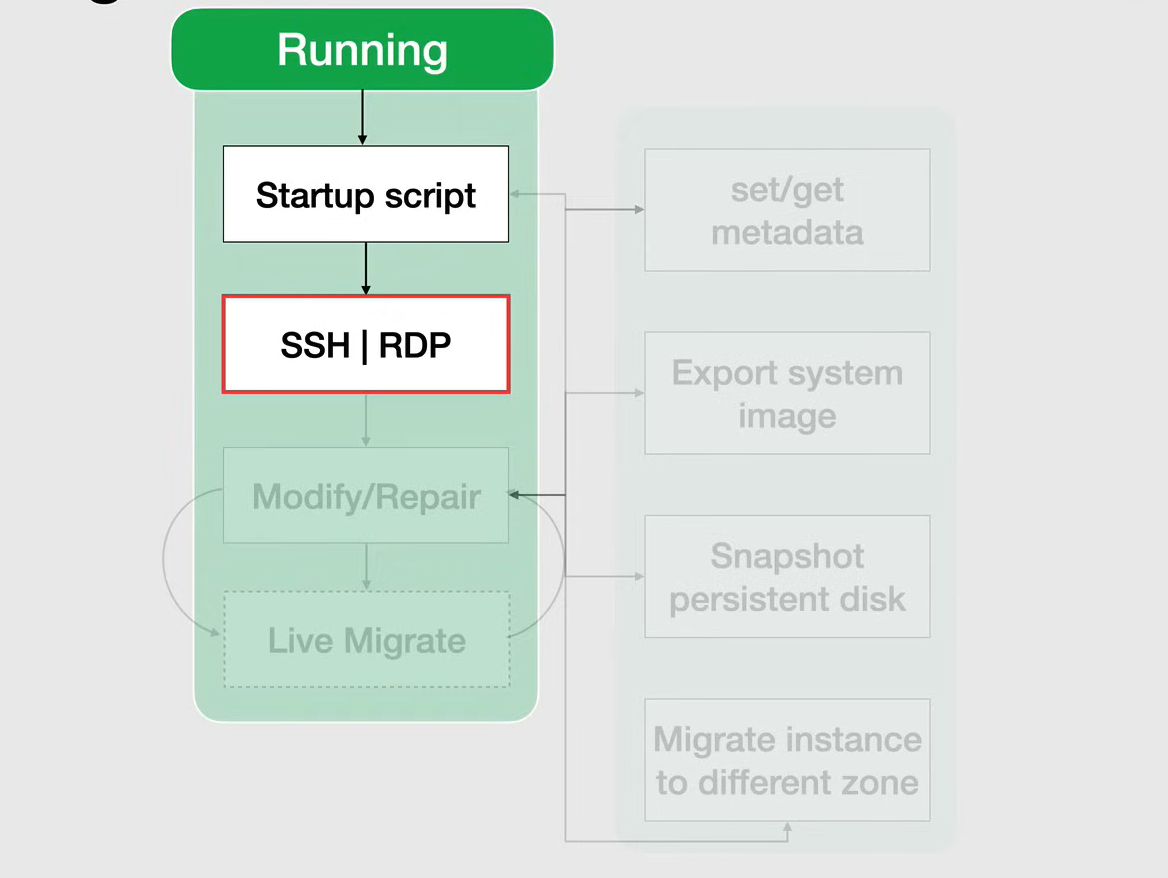 Running
Startup script
SSH | RDP
Modify/Repair
Live Migrate
set/get
metadata
Export system
image
Snapshot
persistent disk
Migrate instance
to different zone